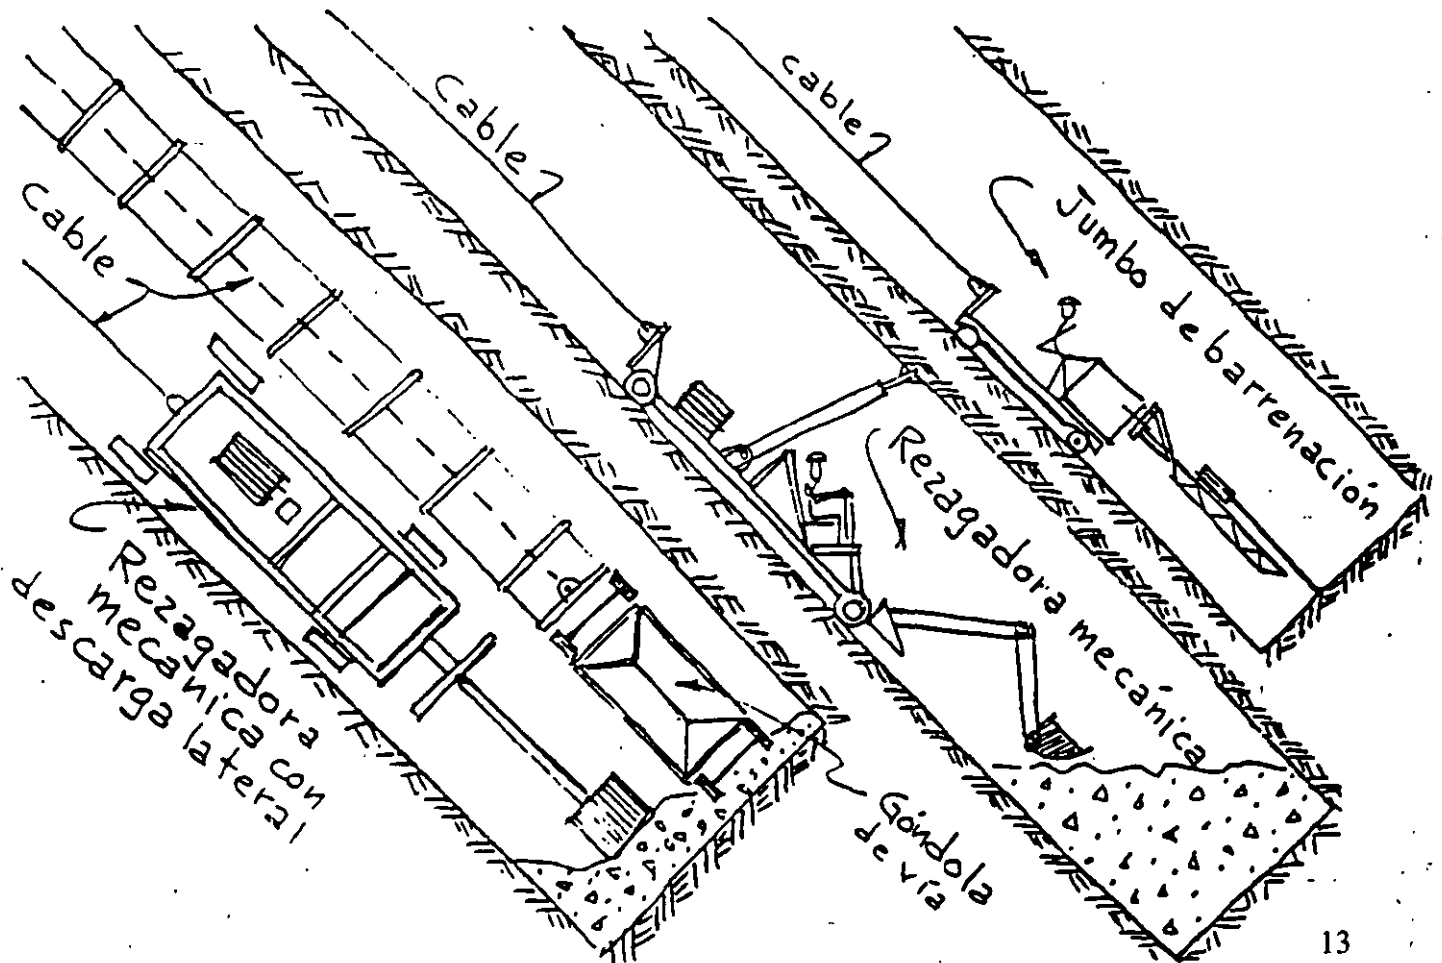 Cable
Rezagadora
mecánica con
descarga lateral
Cable
Góndola
de vía
Rezagadora mecánica
cable
Jumbo de barrenación
13